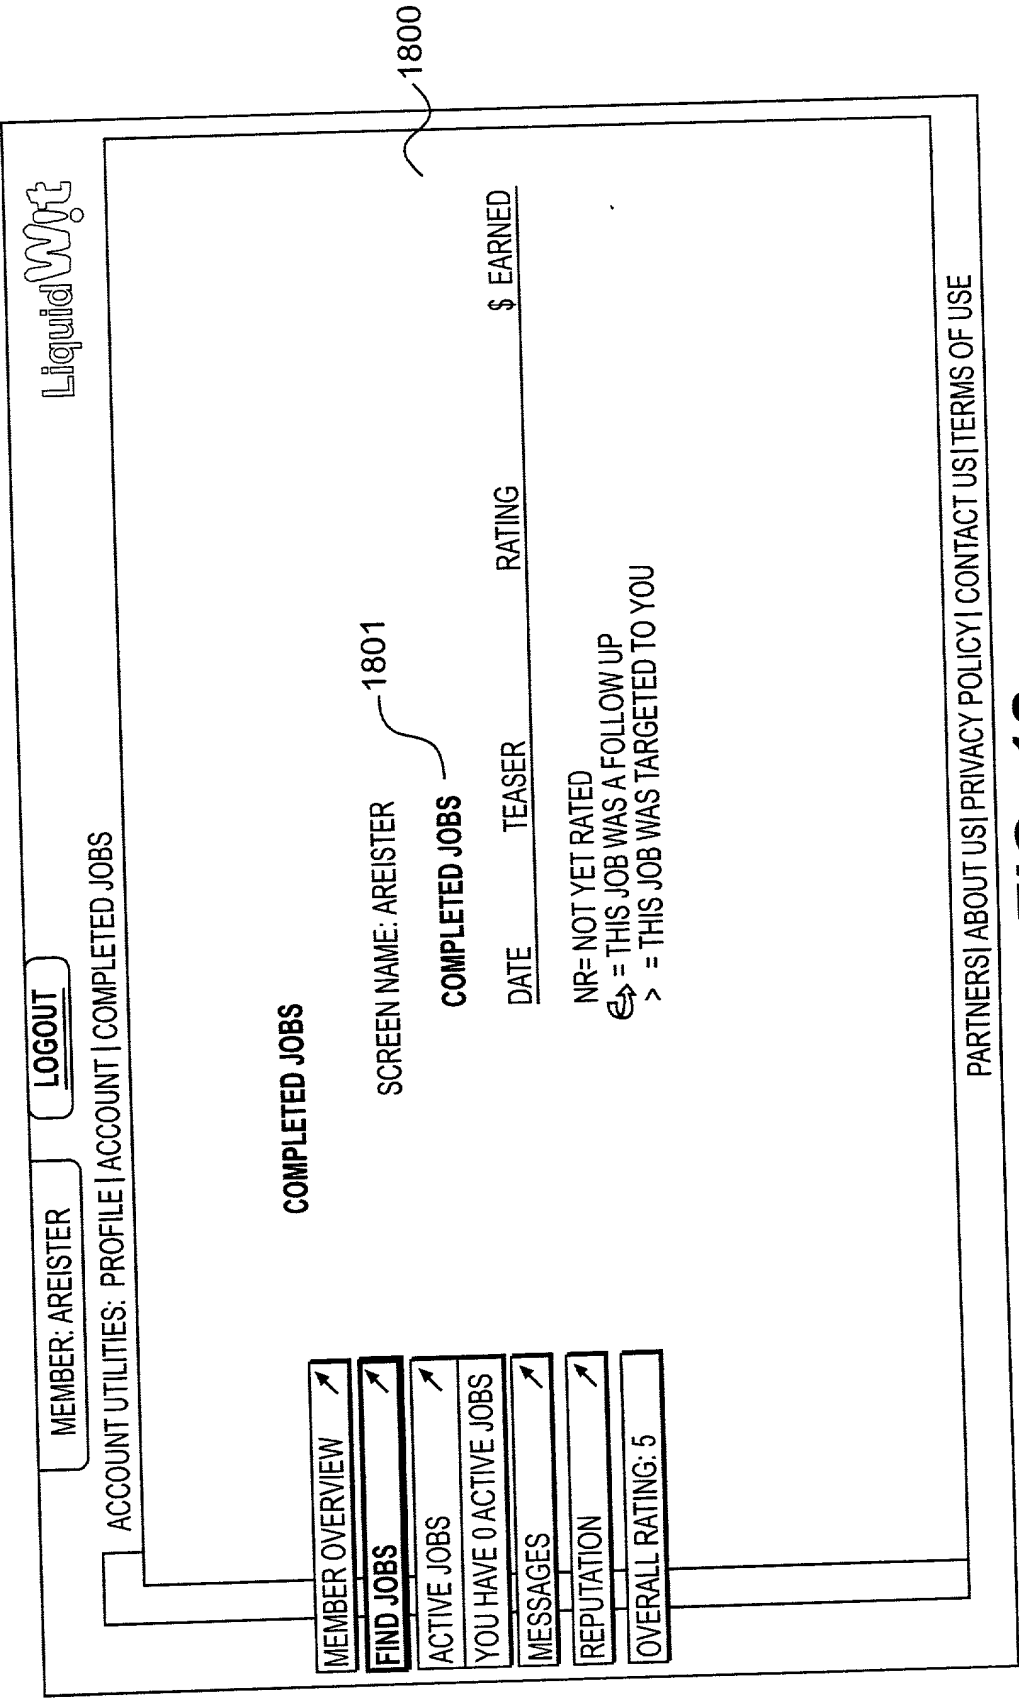 MEMBER: AREISTER
LOGOUT
LiquidWit
ACCOUNT UTILITIES: PROFILE | ACCOUNT | COMPLETED JOBS
1800
MEMBER OVERVIEW
FIND JOBS
ACTIVE JOBS
YOU HAVE 0 ACTIVE JOBS
MESSAGES
REPUTATION
OVERALL RATING: 5
COMPLETED JOBS
SCREEN NAME: AREISTER
1801
COMPLETED JOBS
DATE TEASER RATING $ EARNED
NR= NOT YET RATED
= THIS JOB WAS A FOLLOW UP
> = THIS JOB WAS TARGETED TO YOU
PARTNERS| ABOUT US| PRIVACY POLICY| CONTACT US|TERMS OF USE